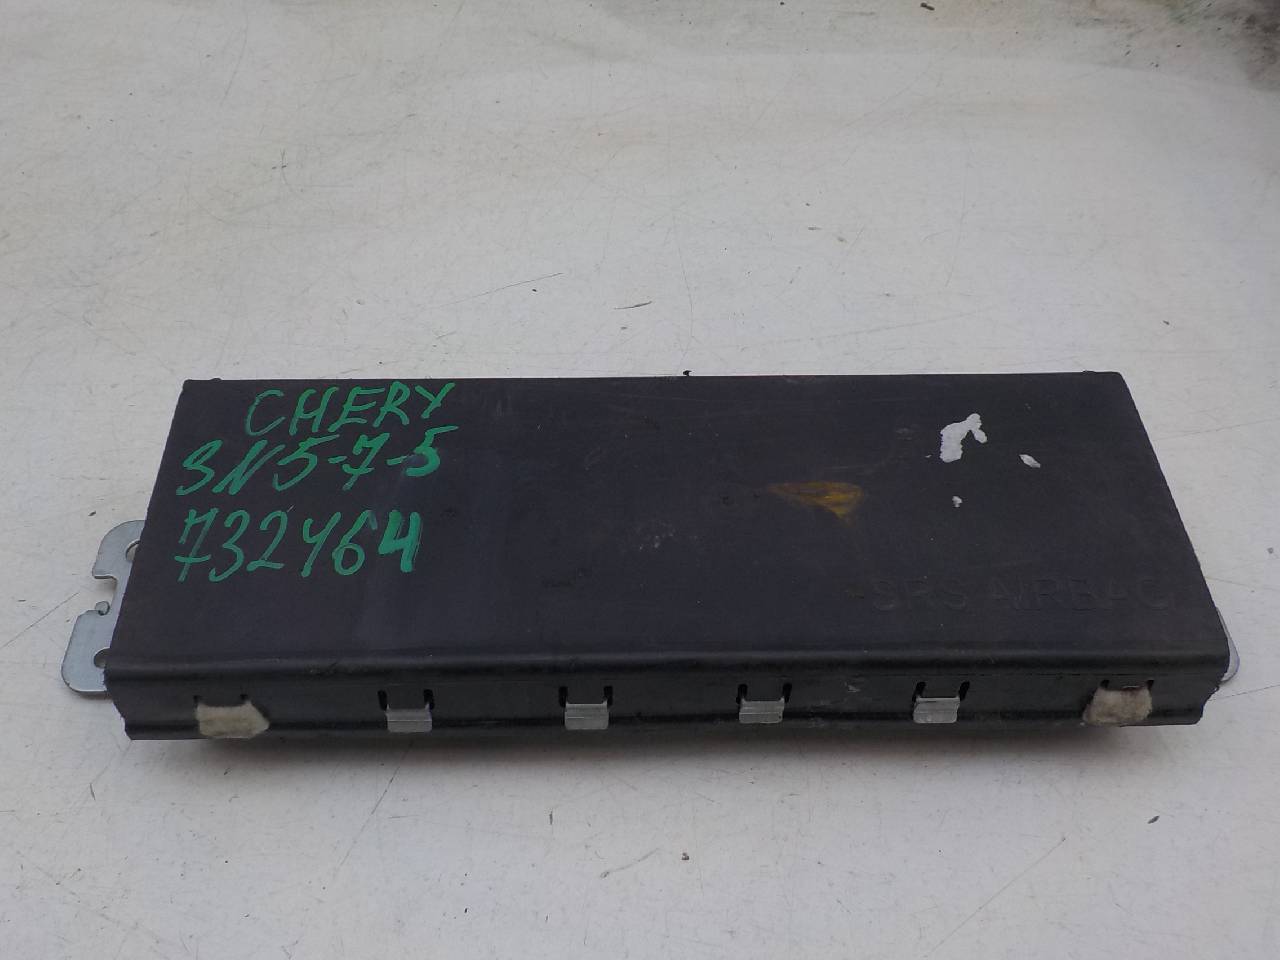 CHERY
SN5-7-5
732464
SRS AIRBAG